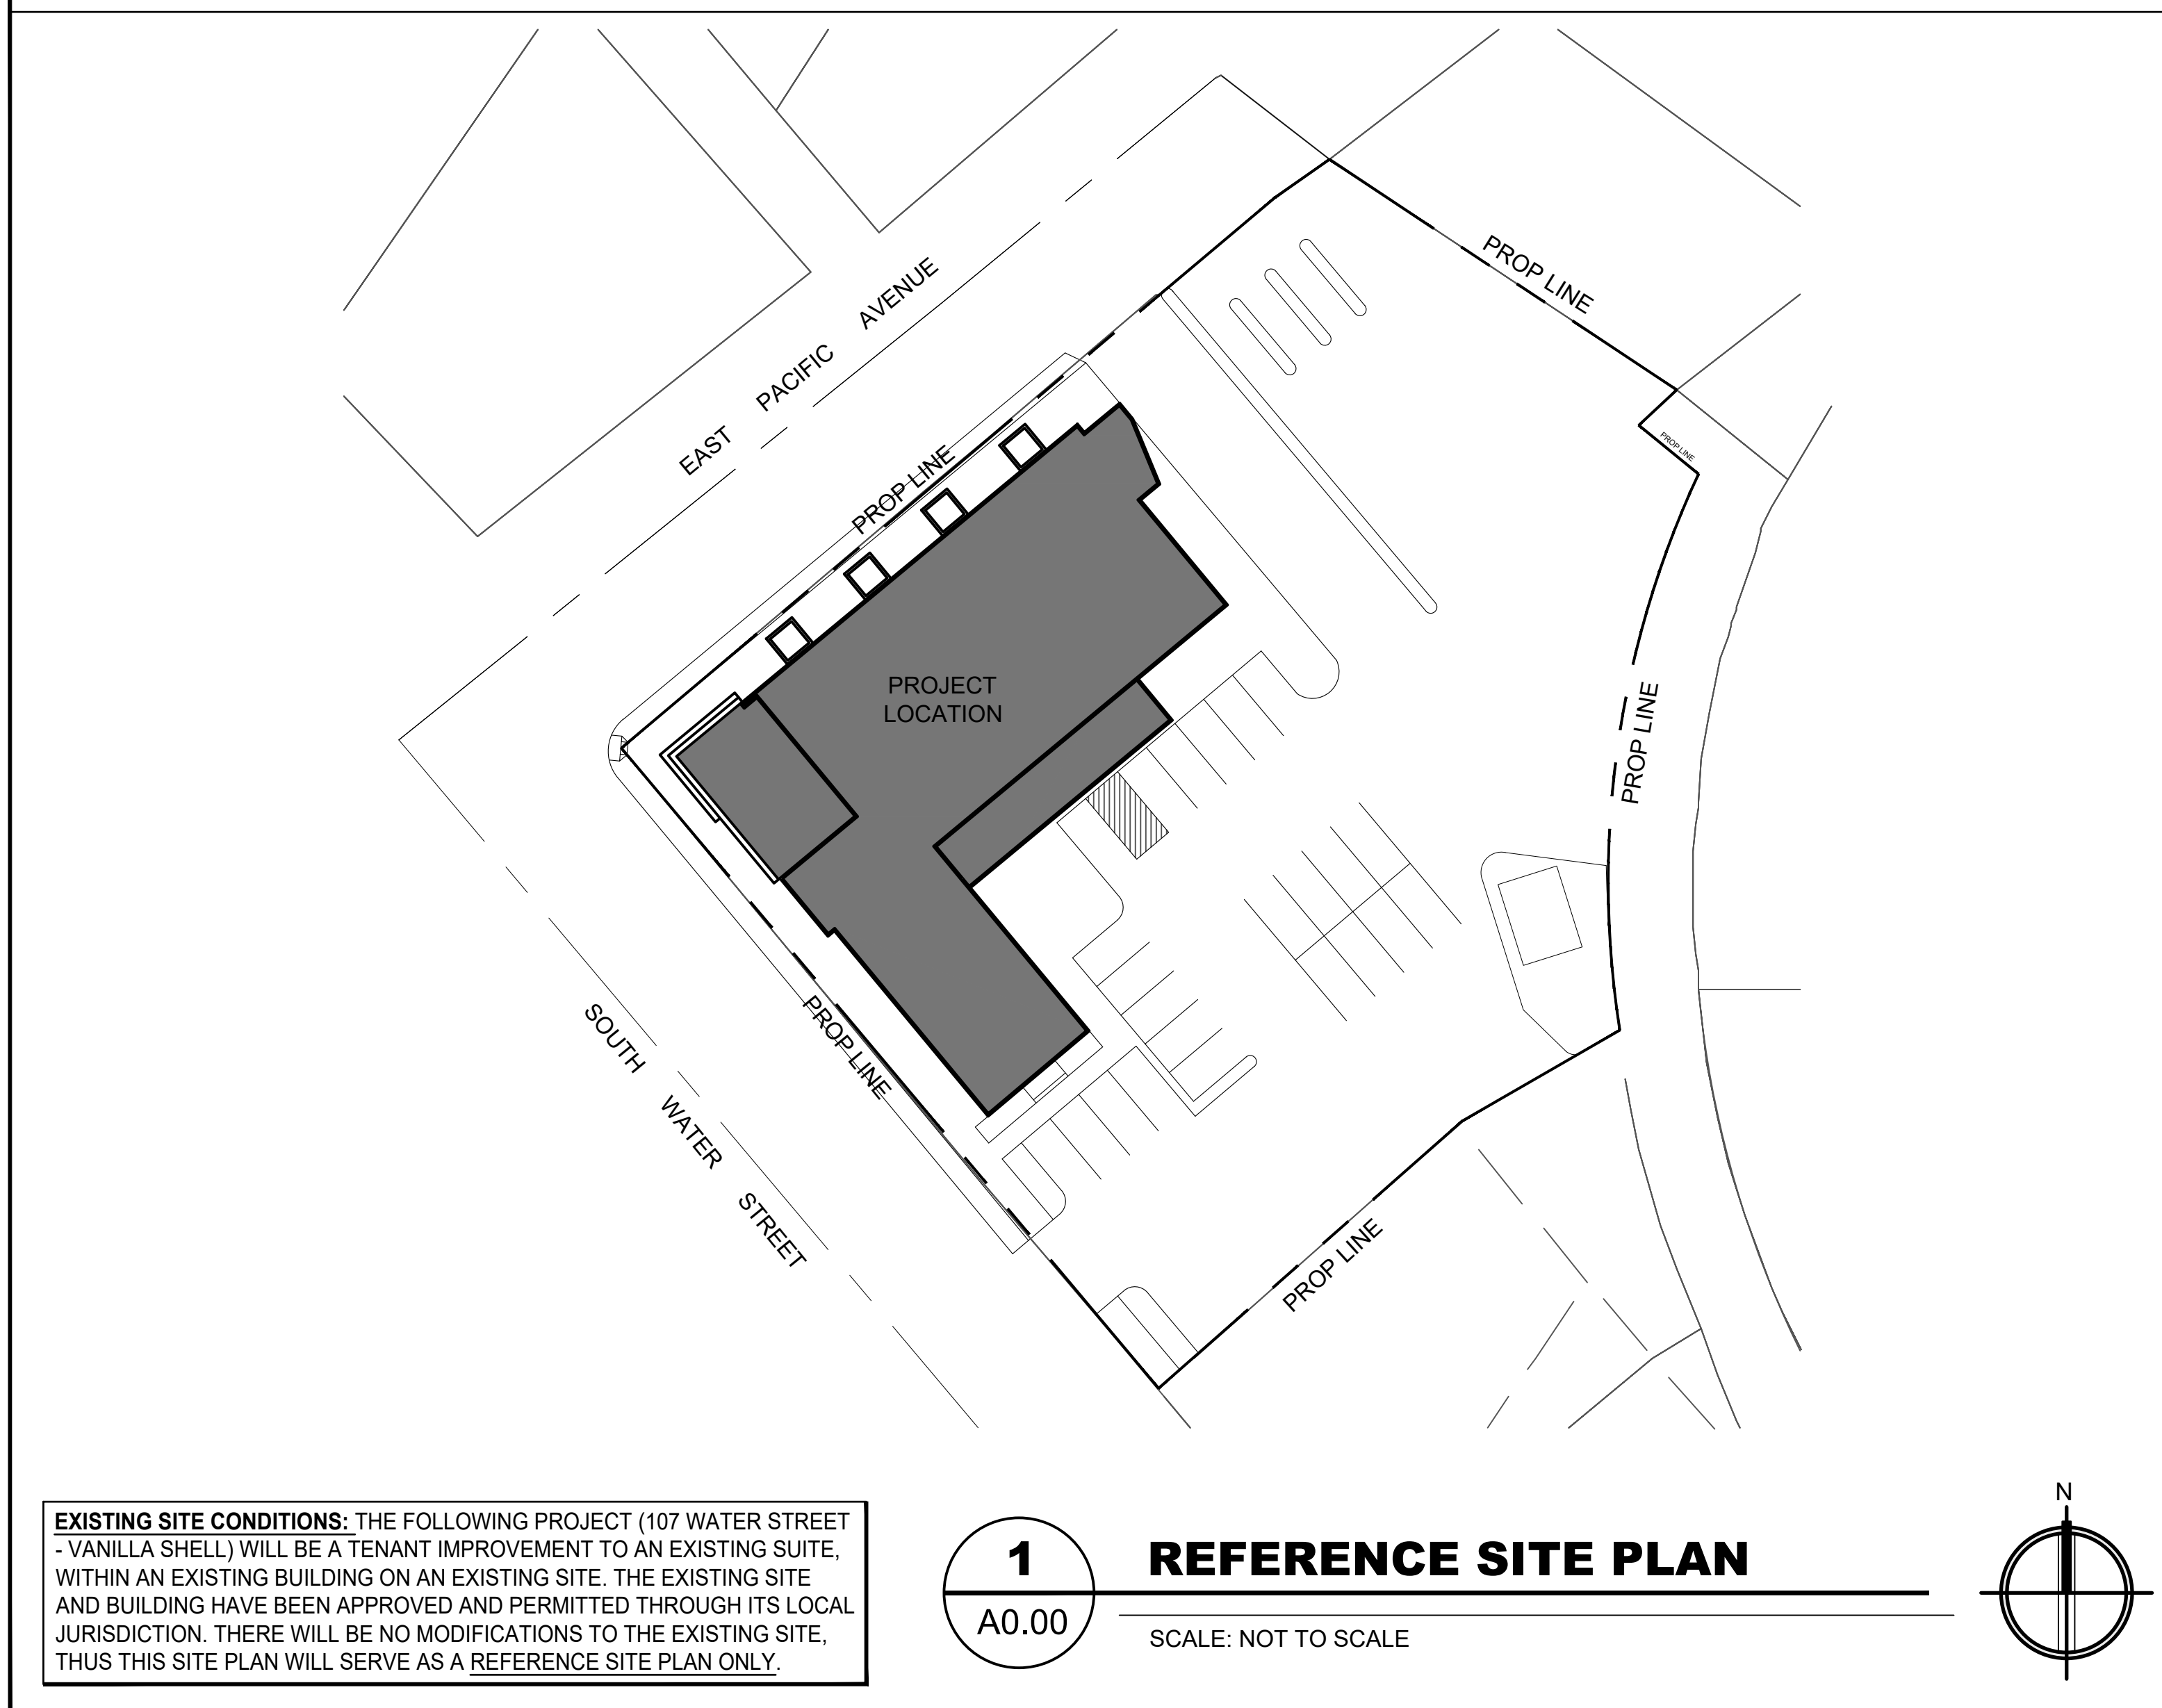 EAST PACIFIC AVENUE
PROP LINE
PROP LINE
PROP LINE
PROJECT
LOCATION
PROP LINE
SOUTH WATER STREET
PROP LINE
PROP LINE
EXISTING SITE CONDITIONS: THE FOLLOWING PROJECT (107 WATER STREET
- VANILLA SHELL) WILL BE A TENANT IMPROVEMENT TO AN EXISTING SUITE,
WITHIN AN EXISTING BUILDING ON AN EXISTING SITE. THE EXISTING SITE
AND BUILDING HAVE BEEN APPROVED AND PERMITTED THROUGH ITS LOCAL
JURISDICTION. THERE WILL BE NO MODIFICATIONS TO THE EXISTING SITE,
THUS THIS SITE PLAN WILL SERVE AS A REFERENCE SITE PLAN ONLY.
1
A0.00
REFERENCE SITE PLAN
SCALE: NOT TO SCALE
N